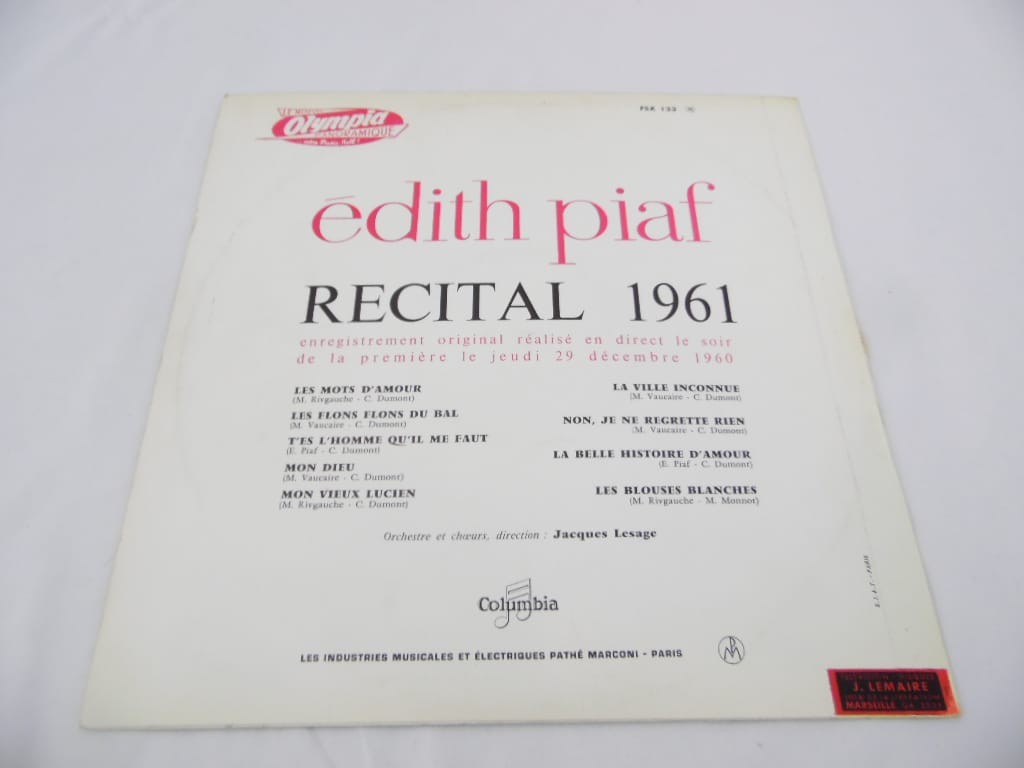 Olympia
PANORAMIQUE
FSX 133
édith piaf
RECITAL 1961
enregistrement original réalisé en direct le soir
de la première le jeudi 29 décembre 1960
LES MOTS D'AMOUR
(M. Rivgauche - C. Dumont)
LES FLONS FLONS DU BAL
(M. Vaucaire - C. Dumont)
T'ES L'HOMME QU'IL ME FAUT
(E. Piaf - C. Dumont)
MON DIEU
(M. Vaucaire - C. Dumont)
MON VIEUX LUCIEN
(M. Rivgauche - C. Dumont)
LA VILLE INCONNUE
(M. Vaucaire - C. Dumont)
NON, JE NE REGRETTE RIEN
(M. Vaucaire - C. Dumont)
LA BELLE HISTOIRE D'AMOUR
(E. Piaf - C. Dumont)
LES BLOUSES BLANCHES
(M. Rivgauche - M. Monnot)
Orchestre et chœurs, direction : Jacques Lesage
Columbia
LES INDUSTRIES MUSICALES ET ÉLECTRIQUES PATHÉ MARCONI - PARIS
PM
J. LEMAIRE
MARSEILLE